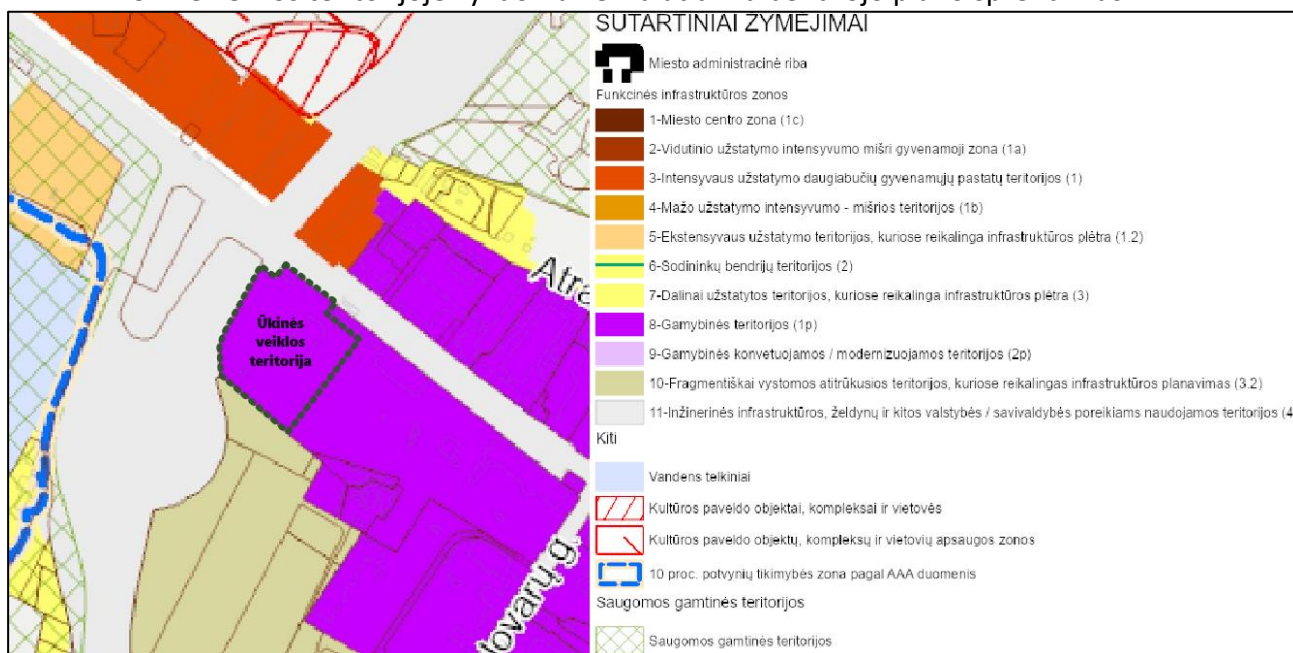 SUTARTINIAI ŽYMĖJIMAI
Miesto administracinė riba
Funkcinės infrastruktūros zonos
1-Miesto centro zona (1c)
2-Vidutinio užstatymo intensyvumo mišri gyvenamoji zona (1a)
3-Intensyvaus užstatymo daugiabučių gyvenamųjų pastatų teritorijos (1)
4-Mažo užstatymo intensyvumo - mišrios teritorijos (1b)
5-Ekstensyvaus užstatymo teritorijos, kuriose reikalinga infrastruktūros plėtra (1.2)
6-Sodininkų bendrijų teritorijos (2)
7-Dalinai užstatytos teritorijos, kuriose reikalinga infrastruktūros plėtra (3)
8-Gamybinės teritorijos (1p)
9-Gamybinės konvetuojamos / modernizuojamos teritorijos (2p)
10-Fragmentiškai vystomos atitrūkusios teritorijos, kuriose reikalingas infrastruktūros planavimas (3.2)
11-Inžinerinės infrastruktūros, želdynų ir kitos valstybės / savivaldybės poreikiams naudojamos teritorijos (4
Kiti
Vandens telkiniai
Kultūros paveldo objektai, kompleksai ir vietovės
Kultūros paveldo objektų, kompleksų ir vietovių apsaugos zonos
10 proc. potvynių tikimybės zona pagal AAA duomenis
Saugomos gamtinės teritorijos
Saugomos gamtinės teritorijos
Atra
Ūkinės
veiklos
teritorija
lovarų g.